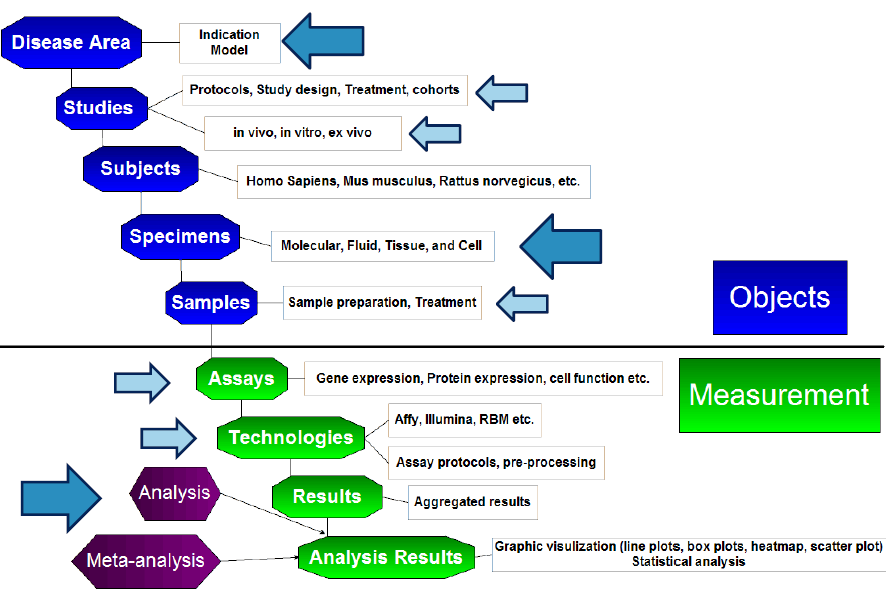 Disease Area
Indication
Model
Protocols, Study design, Treatment, cohorts
Studies
in vivo, in vitro, ex vivo
Subjects
Homo Sapiens, Mus musculus, Rattus norvegicus, etc.
Specimens
Molecular, Fluid, Tissue, and Cell
Objects
Samples
Sample preparation, Treatment
Assays
Gene expression, Protein expression, cell function etc.
Measurement
Affy, Illumina, RBM etc.
Technologies
Assay protocols, pre-processing
Analysis
Results
Aggregated results
Meta-analysis
Analysis Results
Graphic visulization (line plots, box plots, heatmap, scatter plot)
Statistical analysis